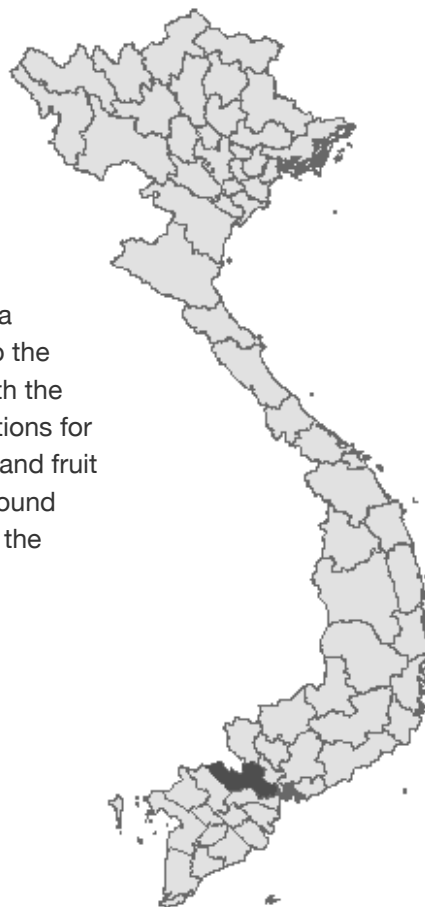 a
o the
th the
tions for
and fruit
ound
the